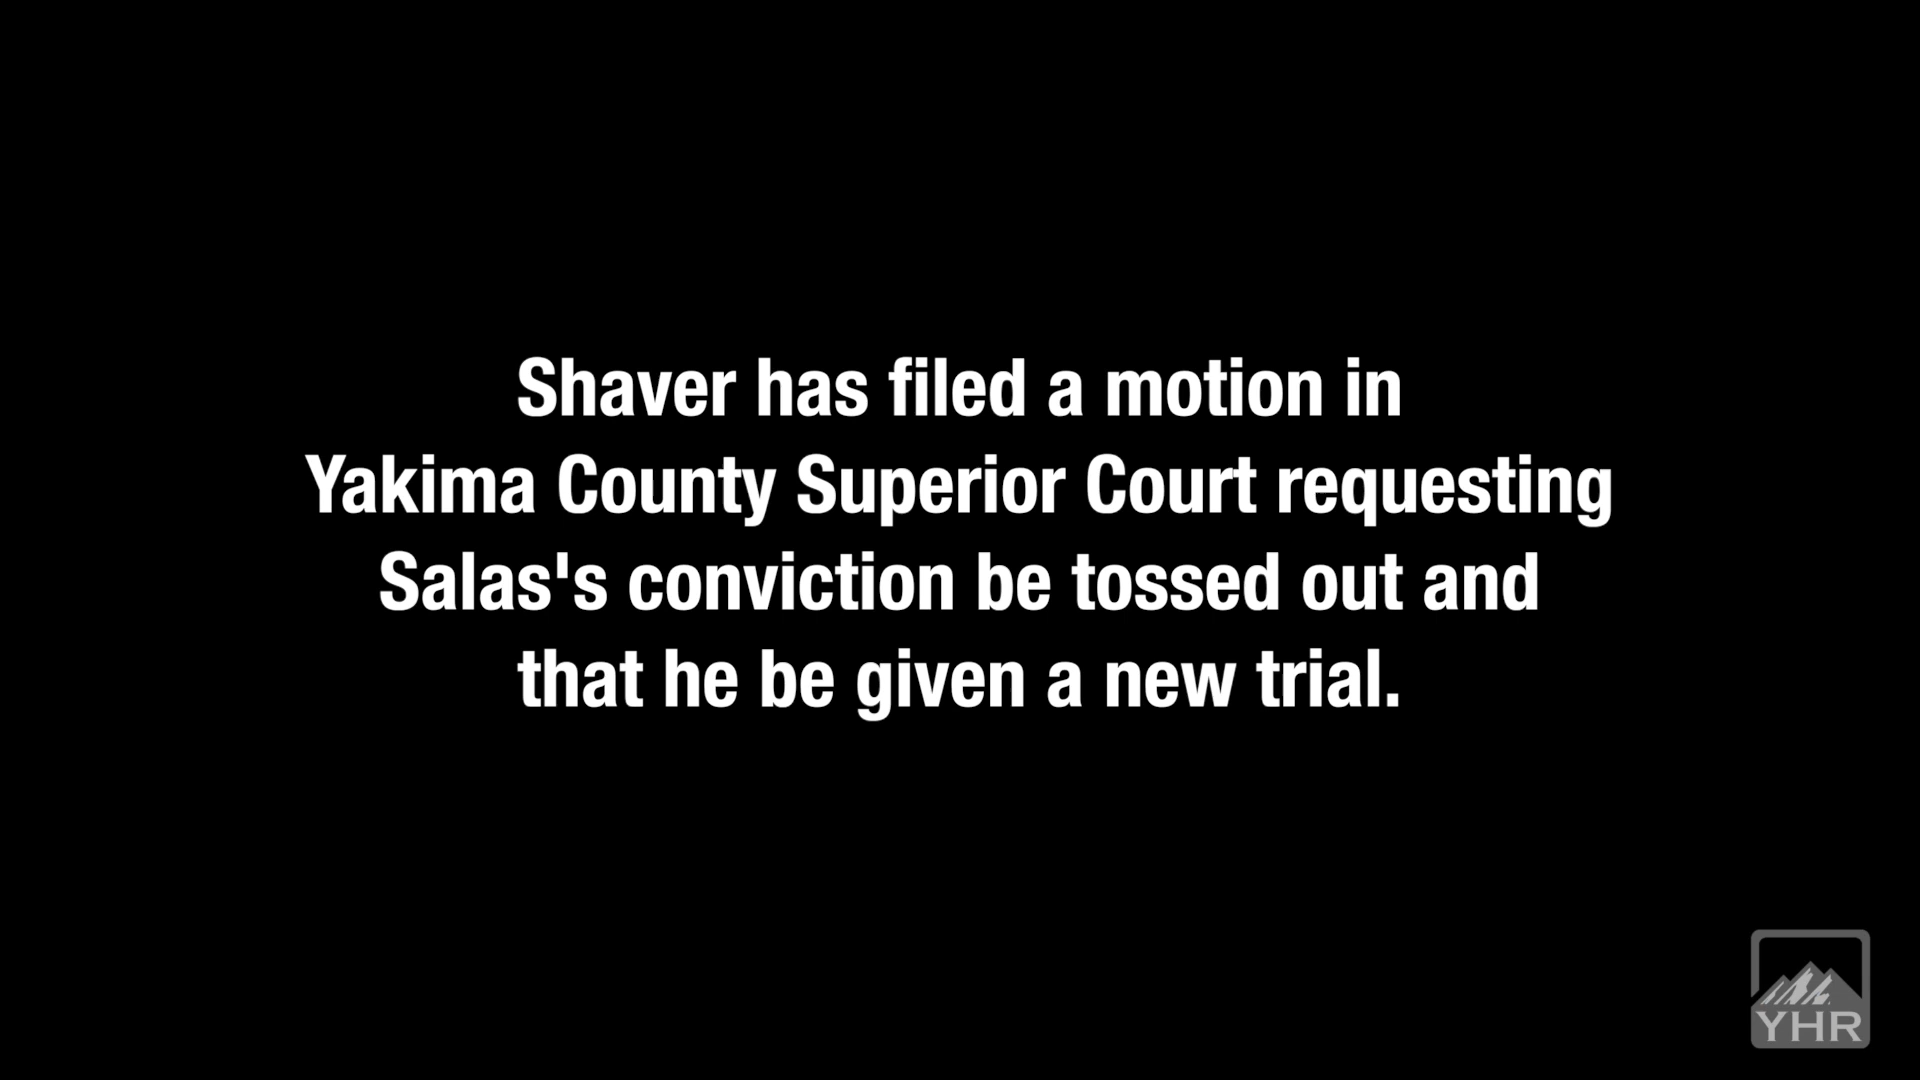 Shaver has filed a motion in
Yakima County Superior Court requesting
Salas's conviction be tossed out and
that he be given a new trial.
YHR